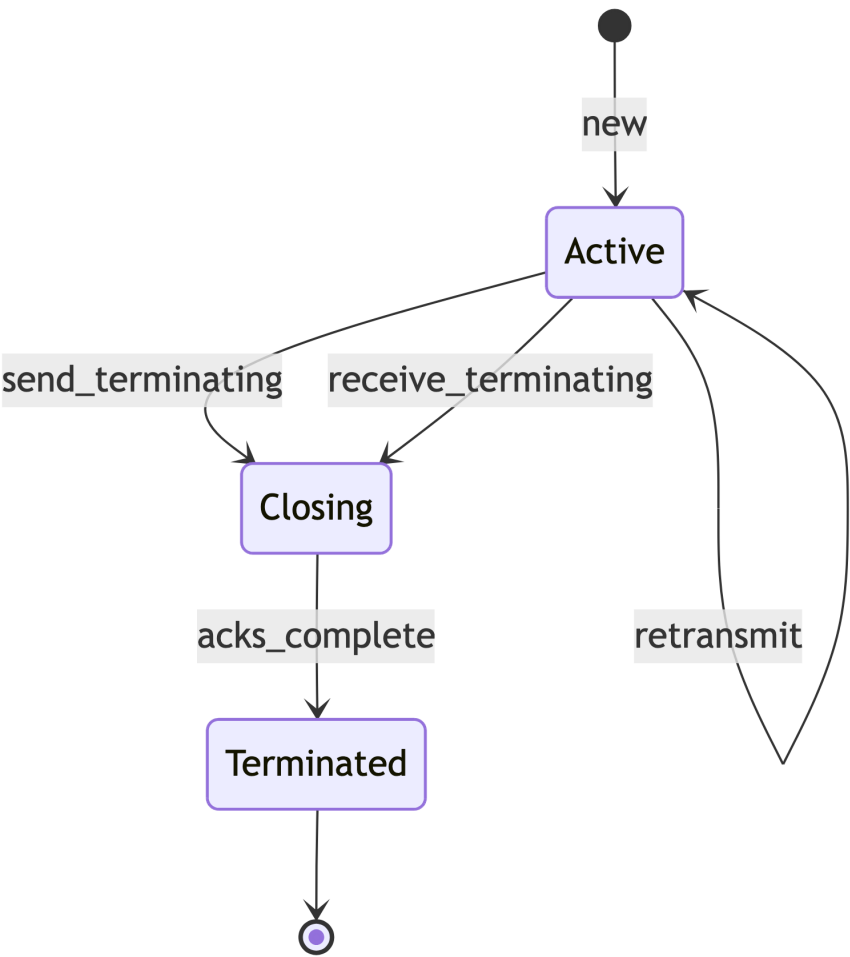 new
Active
send_terminating
receive_terminating
Closing
acks_complete
retransmit
Terminated